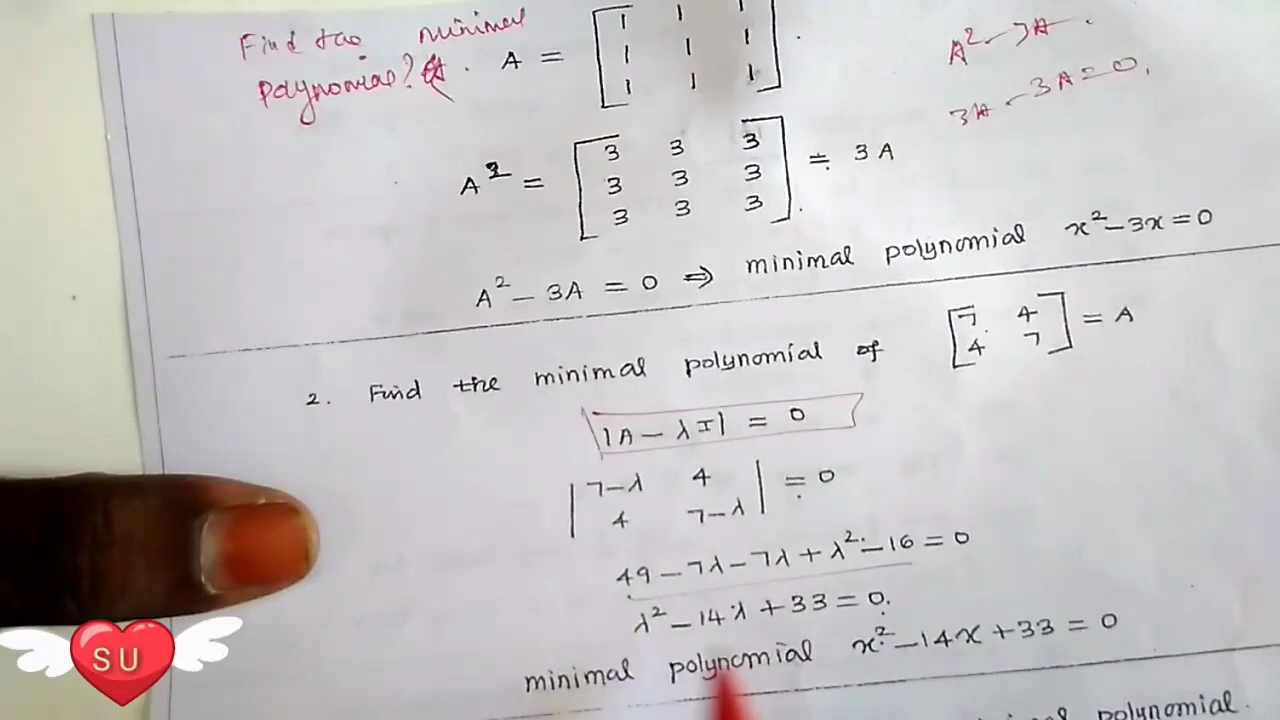 Find the minimal
polynomial? A = [1 1 1
1 1 1
1 1 1].
A² - 3A.
3A - 3A = 0.
A² = [3 3 3
3 3 3
3 3 3]. = 3A
A² - 3A = 0 ⇒ minimal polynomial x² - 3x = 0
2. Find the minimal polynomial of [7 4
4 7] = A
|A - λI| = 0
|7-λ 4
4 7-λ| = 0
49 - 7λ - 7λ + λ² - 16 = 0
λ² - 14λ + 33 = 0.
minimal polynomial x² - 14x + 33 = 0
polynomial.
SU